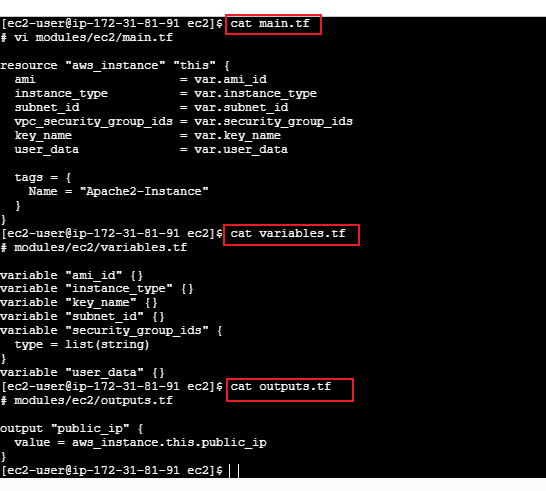 [ec2-user@ip-172-31-81-91 ec2]$ cat main.tf
# vi modules/ec2/main.tf

resource "aws_instance" "this" {
  ami                    = var.ami_id
  instance_type          = var.instance_type
  subnet_id              = var.subnet_id
  vpc_security_group_ids = var.security_group_ids
  key_name               = var.key_name
  user_data              = var.user_data

  tags = {
    Name = "Apache2-Instance"
  }
}
[ec2-user@ip-172-31-81-91 ec2]$ cat variables.tf
# modules/ec2/variables.tf

variable "ami_id" {}
variable "instance_type" {}
variable "key_name" {}
variable "subnet_id" {}
variable "security_group_ids" {
  type = list(string)
}
variable "user_data" {}
[ec2-user@ip-172-31-81-91 ec2]$ cat outputs.tf
# modules/ec2/outputs.tf

output "public_ip" {
  value = aws_instance.this.public_ip
}
[ec2-user@ip-172-31-81-91 ec2]$